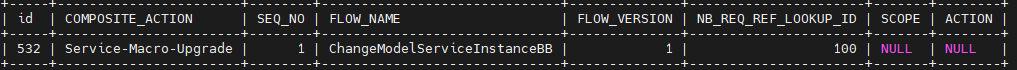 | id | COMPOSITE_ACTION | SEQ_NO | FLOW_NAME | FLOW_VERSION | NB_REQ_REF_LOOKUP_ID | SCOPE | ACTION |
| 532 | Service-Macro-Upgrade | 1 | ChangeModelServiceInstanceBB | 1 | 100 | NULL | NULL |